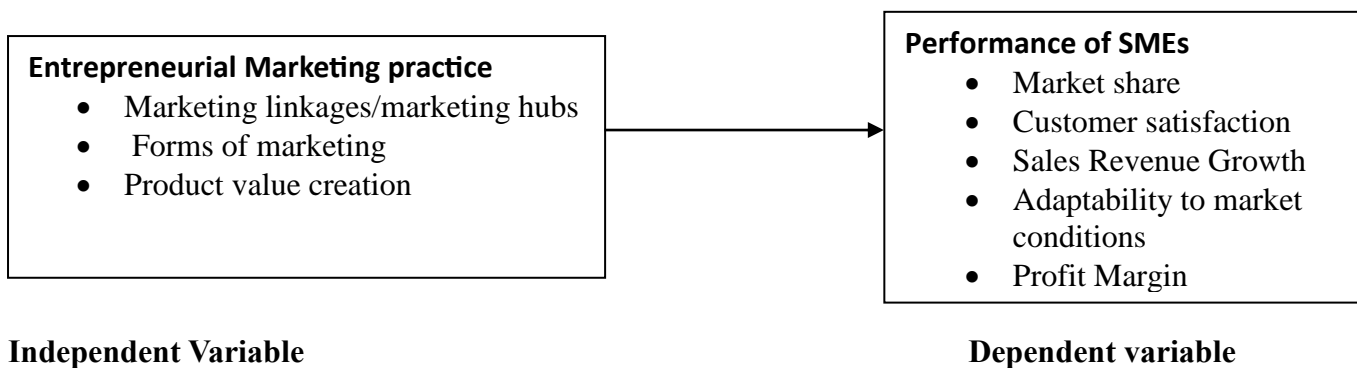 Entrepreneurial Marketing practice
• Marketing linkages/marketing hubs
• Forms of marketing
• Product value creation
Performance of SMEs
• Market share
• Customer satisfaction
• Sales Revenue Growth
• Adaptability to market
conditions
• Profit Margin
Independent Variable
Dependent variable